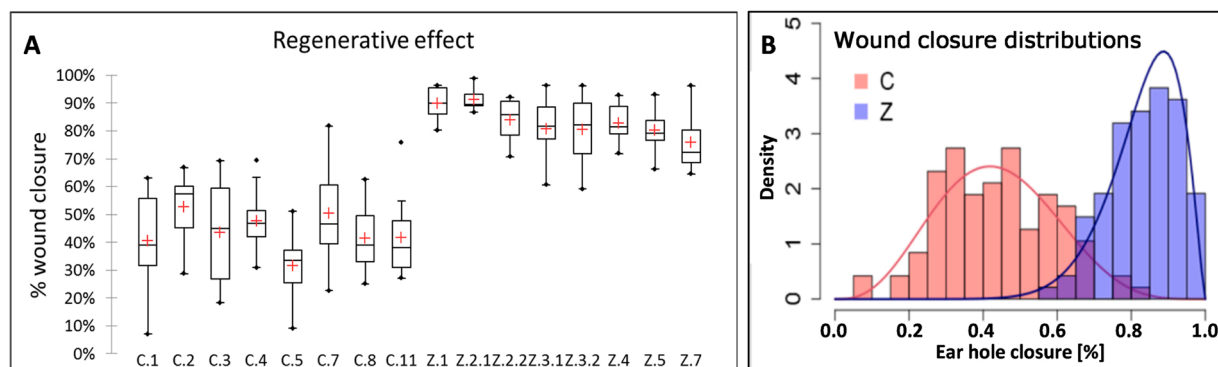 A
Regenerative effect
% wound closure
100%
90%
80%
70%
60%
50%
40%
30%
20%
10%
0%
C.1 C.2 C.3 C.4 C.5 C.7 C.8 C.11 Z.1 Z.2.1 Z.2.2 Z.3.1 Z.3.2 Z.4 Z.5 Z.7
B
Wound closure distributions
C
Z
Density
5
4
3
2
1
0
0.0 0.2 0.4 0.6 0.8 1.0
Ear hole closure [%]